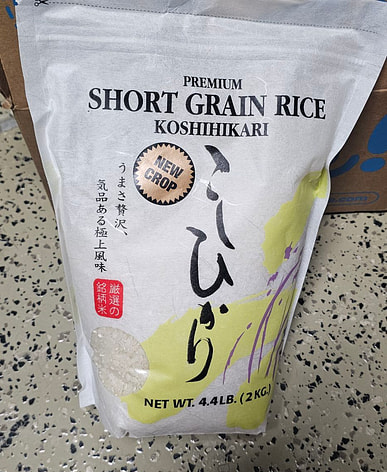 PREMIUM
SHORT GRAIN RICE
KOSHIHIKARI
NEW
CROP
こしひかり
うまさ贅沢、
気品ある極上風味
厳選の
銘柄米
NET WT. 4.4LB. (2 KG.)